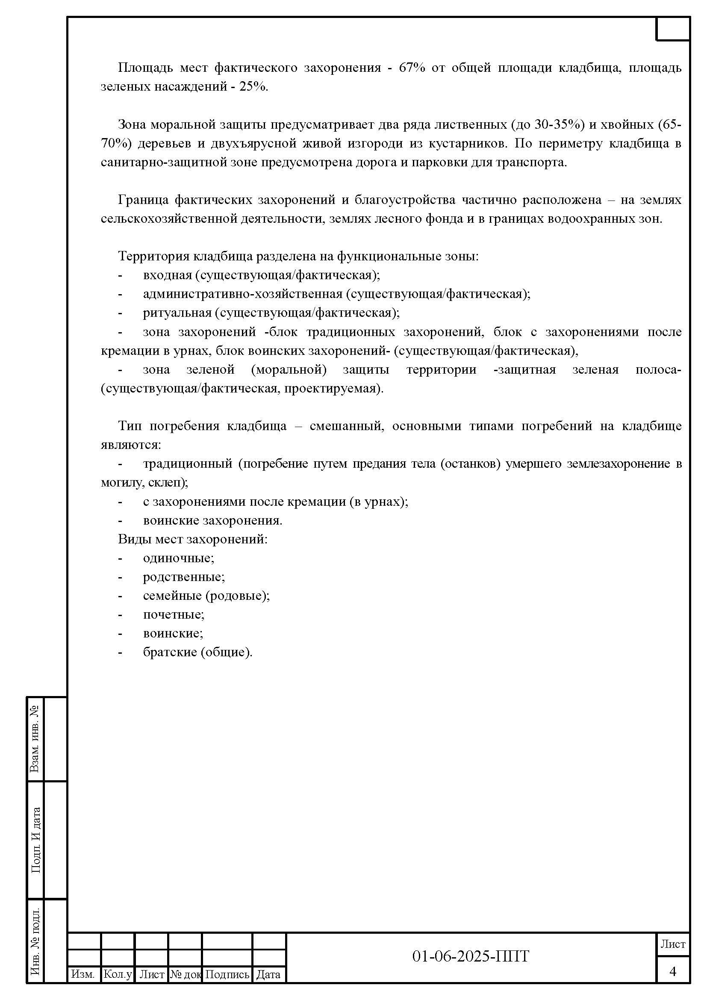 Площадь мест фактического захоронения - 67% от общей площади кладбища, площадь
зеленых насаждений - 25%.
Зона моральной защиты предусматривает два ряда лиственных (до 30-35%) и хвойных (65-
70%) деревьев и двухъярусной живой изгороди из кустарников. По периметру кладбища в
санитарно-защитной зоне предусмотрена дорога и парковки для транспорта.
Граница фактических захоронений и благоустройства частично расположена – на землях
сельскохозяйственной деятельности, землях лесного фонда и в границах водоохранных зон.
Территория кладбища разделена на функциональные зоны:
- входная (существующая/фактическая);
- административно-хозяйственная (существующая/фактическая);
- ритуальная (существующая/фактическая);
- зона захоронений -блок традиционных захоронений, блок с захоронениями после
кремации в урнах, блок воинских захоронений- (существующая/фактическая),
- зона зеленой (моральной) защиты территории -защитная зеленая полоса-
(существующая/фактическая, проектируемая).
Тип погребения кладбища – смешанный, основными типами погребений на кладбище
являются:
- традиционный (погребение путем предания тела (останков) умершего землезахоронение в
могилу, склеп);
- с захоронениями после кремации (в урнах);
- воинские захоронения.
Виды мест захоронений:
- одиночные;
- родственные;
- семейные (родовые);
- почетные;
- воинские;
- братские (общие).
Взам. инв. №
Подп. И дата
Инв. № подл.
Изм. Кол.у Лист № док Подпись Дата
01-06-2025-ППТ
Лист
4